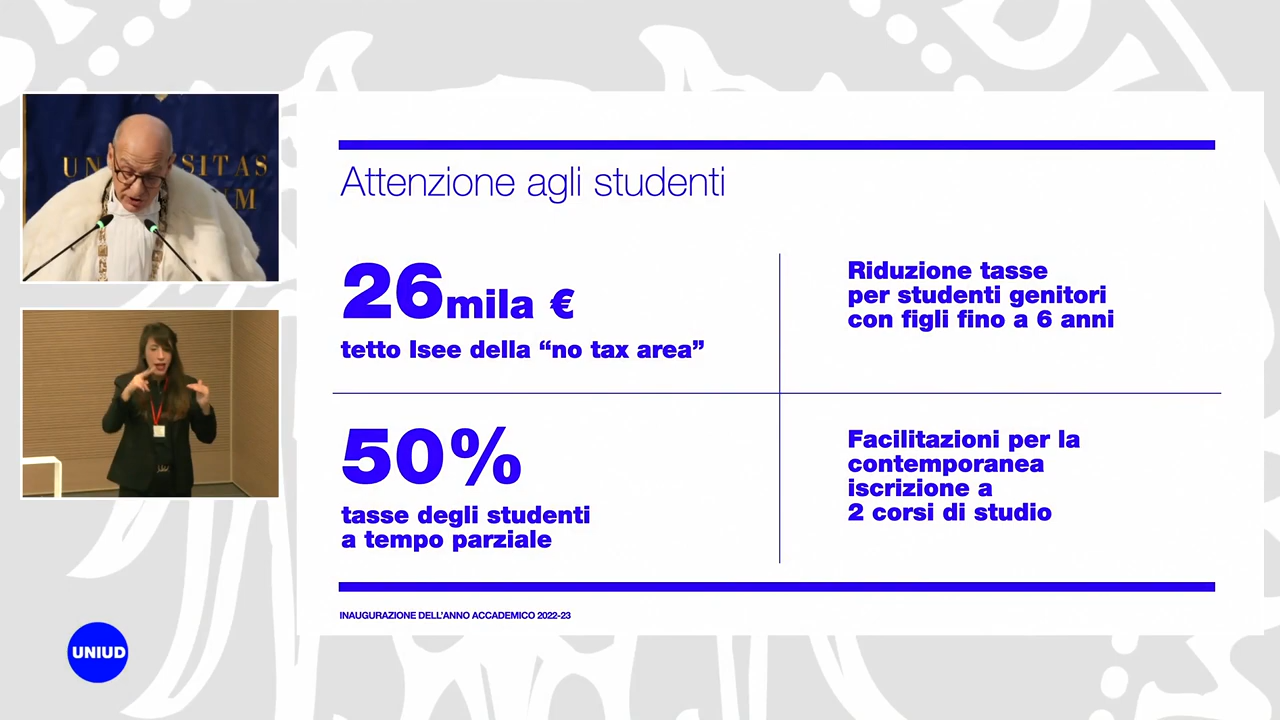 Attenzione agli studenti
26mila €
tetto Isee della “no tax area”
Riduzione tasse
per studenti genitori
con figli fino a 6 anni
50%
tasse degli studenti
a tempo parziale
Facilitazioni per la
contemporanea
iscrizione a
2 corsi di studio
INAUGURAZIONE DELL'ANNO ACCADEMICO 2022-23
UNIUD